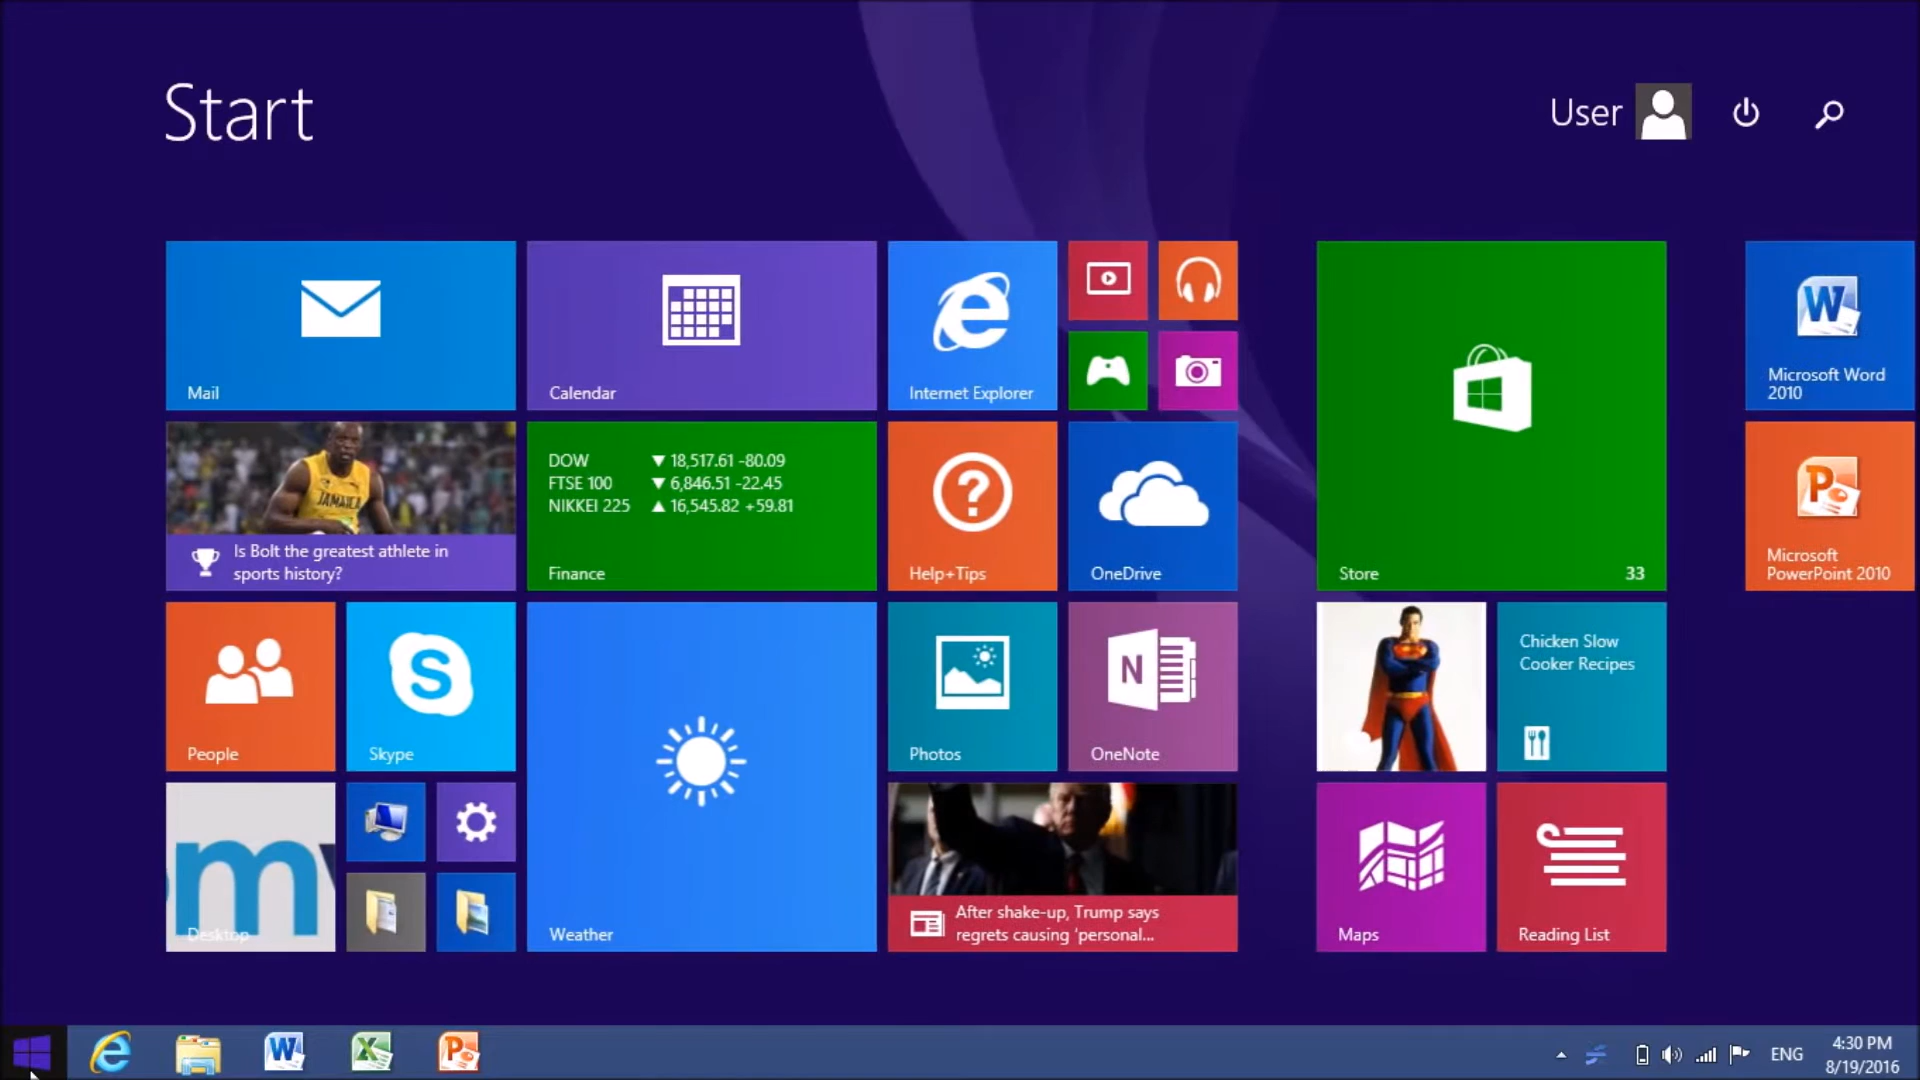 Start
User
Mail
Calendar
Internet Explorer
Microsoft Word
2010
JAMAICA
Is Bolt the greatest athlete in
sports history?
DOW ▼ 18,517.61 -80.09
FTSE 100 ▼ 6,846.51 -22.45
NIKKEI 225 ▲ 16,545.82 +59.81
Finance
Help+Tips
OneDrive
Store
33
Microsoft
PowerPoint 2010
People
Skype
Weather
Photos
OneNote
Chicken Slow
Cooker Recipes
Desktop
After shake-up, Trump says
regrets causing 'personal...
Maps
Reading List
ENG
4:30 PM
8/19/2016